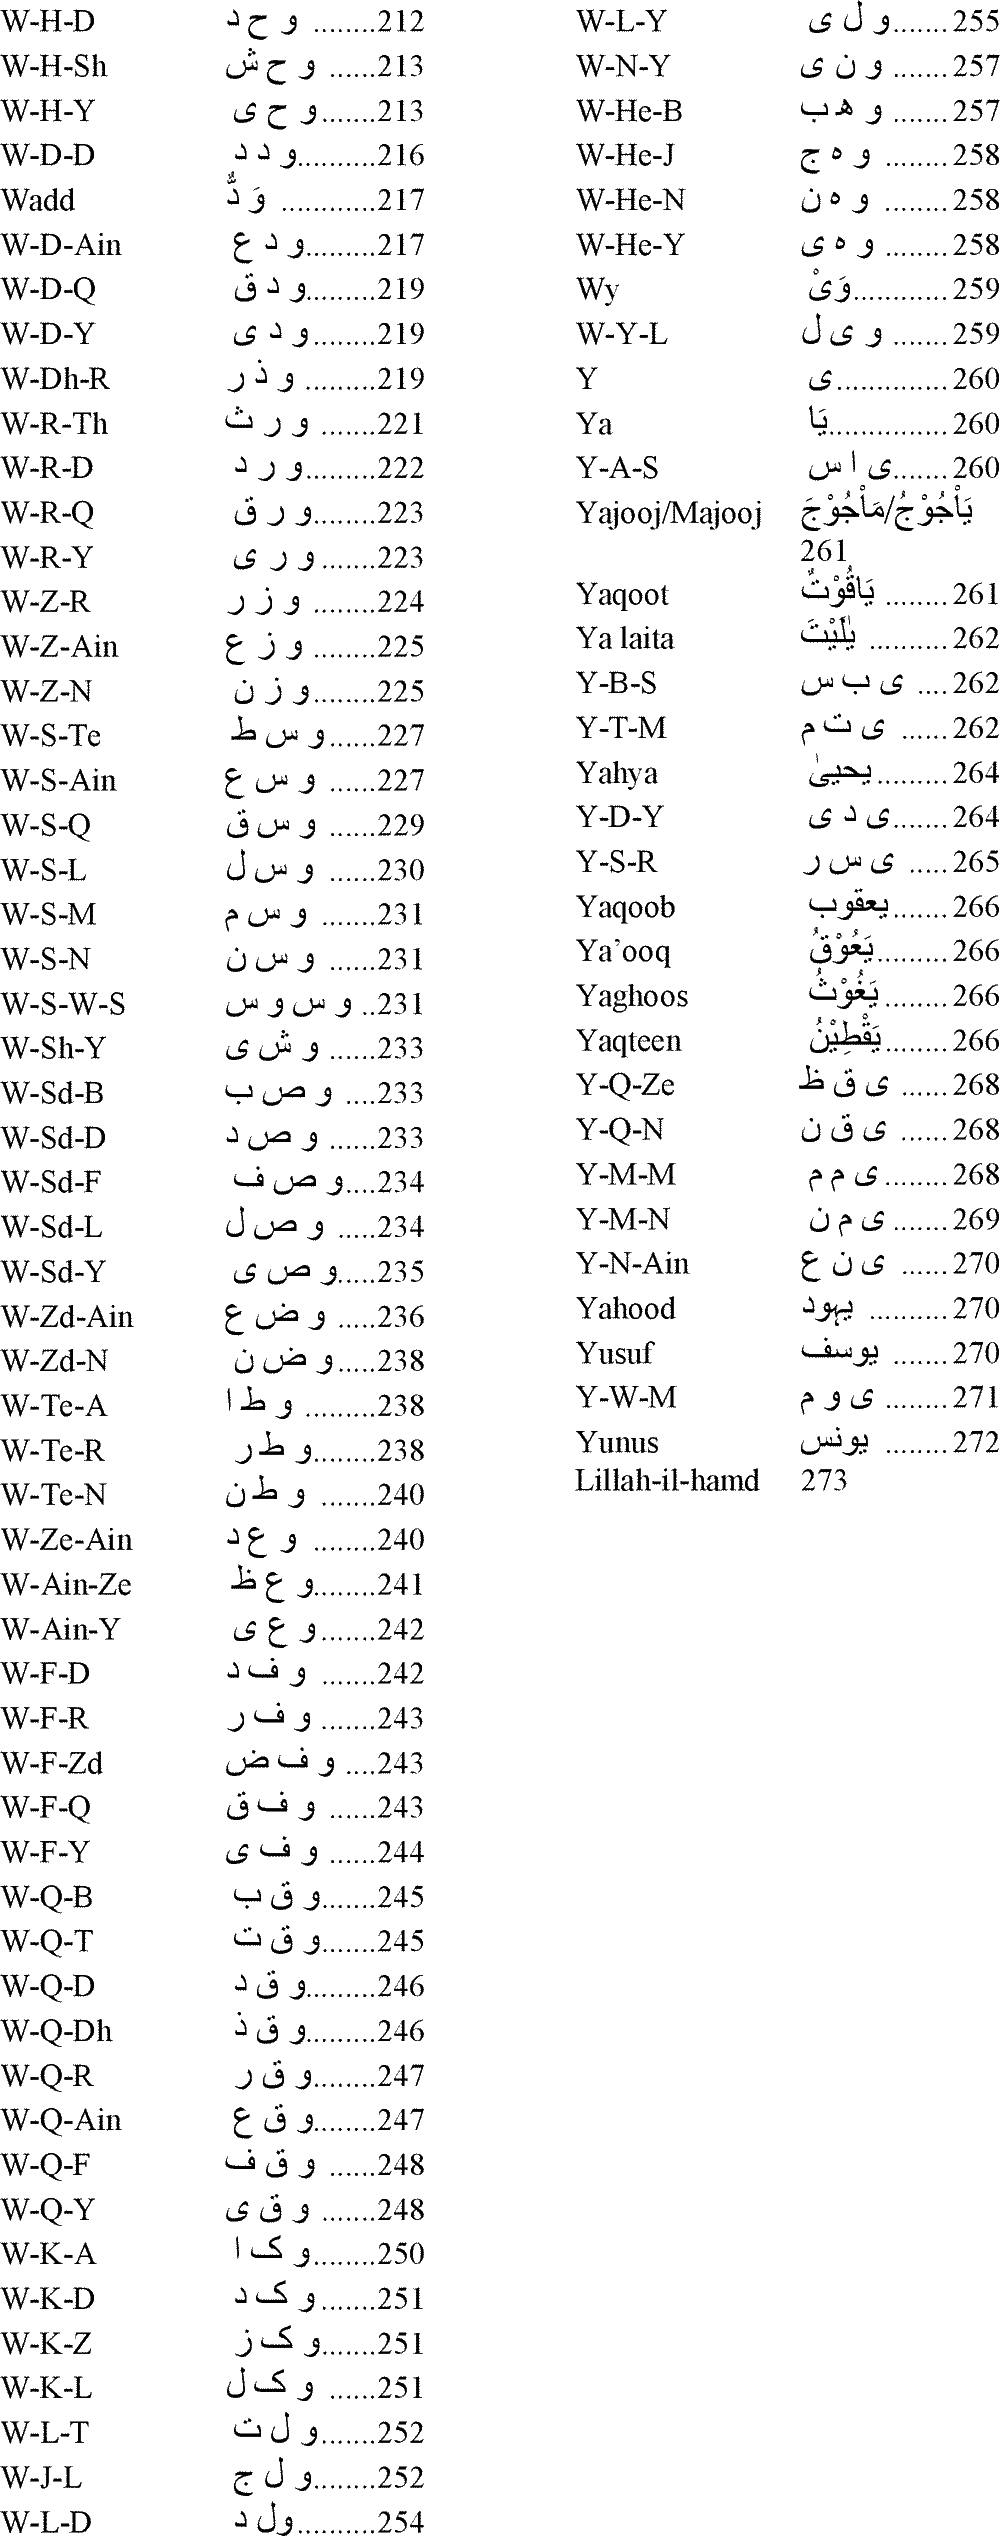 W-H-D و ح د ........212
W-H-Sh و ح ش ......213
W-H-Y و ح ی.......213
W-D-D و د د..........216
Wadd وَ دٌّ ............217
W-D-Ain و د ع.........217
W-D-Q و د ق.........219
W-D-Y و د ی........219
W-Dh-R و ذ ر .........219
W-R-Th و ر ث .......221
W-R-D و ر د .........222
W-R-Q و ر ق ........223
W-R-Y و ر ی .......223
W-Z-R و ز ر ........224
W-Z-Ain و ز ع ........225
W-Z-N و ز ن ........225
W-S-Te و س ط......227
W-S-Ain و س ع .......227
W-S-Q و س ق .......229
W-S-L و س ل ......230
W-S-M و س م .......231
W-S-N و س ن .......231
W-S-W-S و س و س ..231
W-Sh-Y و ش ی ......233
W-Sd-B و ص ب ....233
W-Sd-D و ص د ......233
W-Sd-F و ص ف....234
W-Sd-L و ص ل .....234
W-Sd-Y و ص ی.....235
W-Zd-Ain و ض ع .....236
W-Zd-N و ض ن.....238
W-Te-A و ط ا .........238
W-Te-R و ط ر........238
W-Te-N و ط ن .......240
W-Ze-Ain و ع د ........240
W-Ain-Ze و ع ظ........241
W-Ain-Y و ع ی.......242
W-F-D و ف د .......242
W-F-R و ف ر .......243
W-F-Zd و ف ض ....243
W-F-Q و ف ق ......243
W-F-Y و ف ی ......244
W-Q-B و ق ب.......245
W-Q-T و ق ت.......245
W-Q-D و ق د.........246
W-Q-Dh و ق ذ.........246
W-Q-R و ق ر........247
W-Q-Ain و ق ع........247
W-Q-F و ق ف ......248
W-Q-Y و ق ی .......248
W-K-A و ک ا........250
W-K-D و ک د.......251
W-K-Z و ک ز.......251
W-K-L و ک ل ......251
W-L-T و ل ت.......252
W-J-L و ل ج........252
W-L-D ول د..........254
W-L-Y و ل ی.......255
W-N-Y و ن ی .......257
W-He-B و ھ ب .......257
W-He-J و ہ ج ........258
W-He-N و ہ ن .........258
W-He-Y و ہ ی .........258
Wy وَیْ............259
W-Y-L و ی ل .......259
Y ی..............260
Ya یَا...............260
Y-A-S ی ا س.......260
Yajooj/Majooj یَاْجُوْجُ/مَاْجُوْجَ
261
Yaqoot یَاقُوْتٌ ........261
Ya laita یٰلَیْتَ ..........262
Y-B-S ی ب س ....262
Y-T-M ی ت م ......262
Yahya یحییٰ..........264
Y-D-Y ی د ی........264
Y-S-R ی س ر .....265
Yaqoob یعقوب.......266
Ya’ooq یَعُوْقُ.........266
Yaghoos یَغُوْثُ........266
Yaqteen یَقْطِیْنُ........266
Y-Q-Ze ی ق ظ ......268
Y-Q-N ی ق ن ......268
Y-M-M ی م م........268
Y-M-N ی م ن .......269
Y-N-Ain ی ن ع ......270
Yahood یہود ..........270
Yusuf یوسف .......270
Y-W-M ی و م ........271
Yunus یونس ........272
Lillah-il-hamd 273